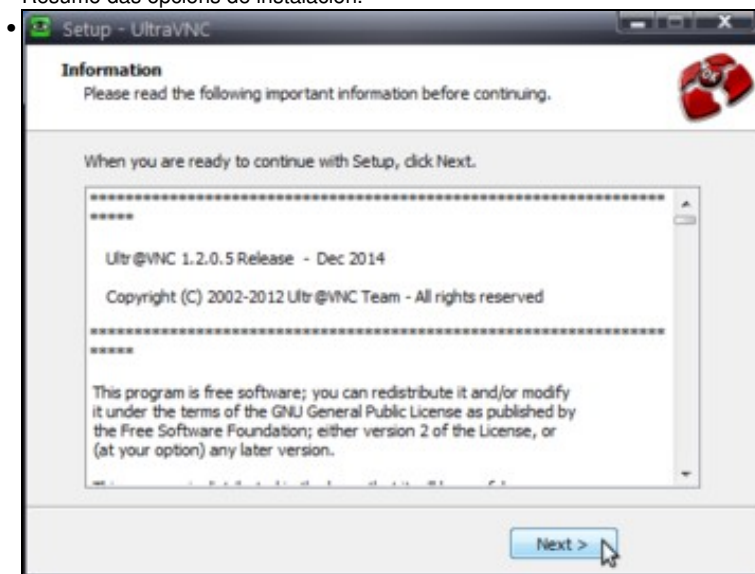 Resumo das opcións de instalación.
Setup - UltraVNC
Information
Please read the following important information before continuing.
When you are ready to continue with Setup, click Next.
*****************************************************************
*****
Ultr@VNC 1.2.0.5 Release - Dec 2014
Copyright (C) 2002-2012 Ultr@VNC Team - All rights reserved
*****************************************************************
*****
This program is free software; you can redistribute it and/or modify
it under the terms of the GNU General Public License as published by
the Free Software Foundation; either version 2 of the License, or
(at your option) any later version.
Next >